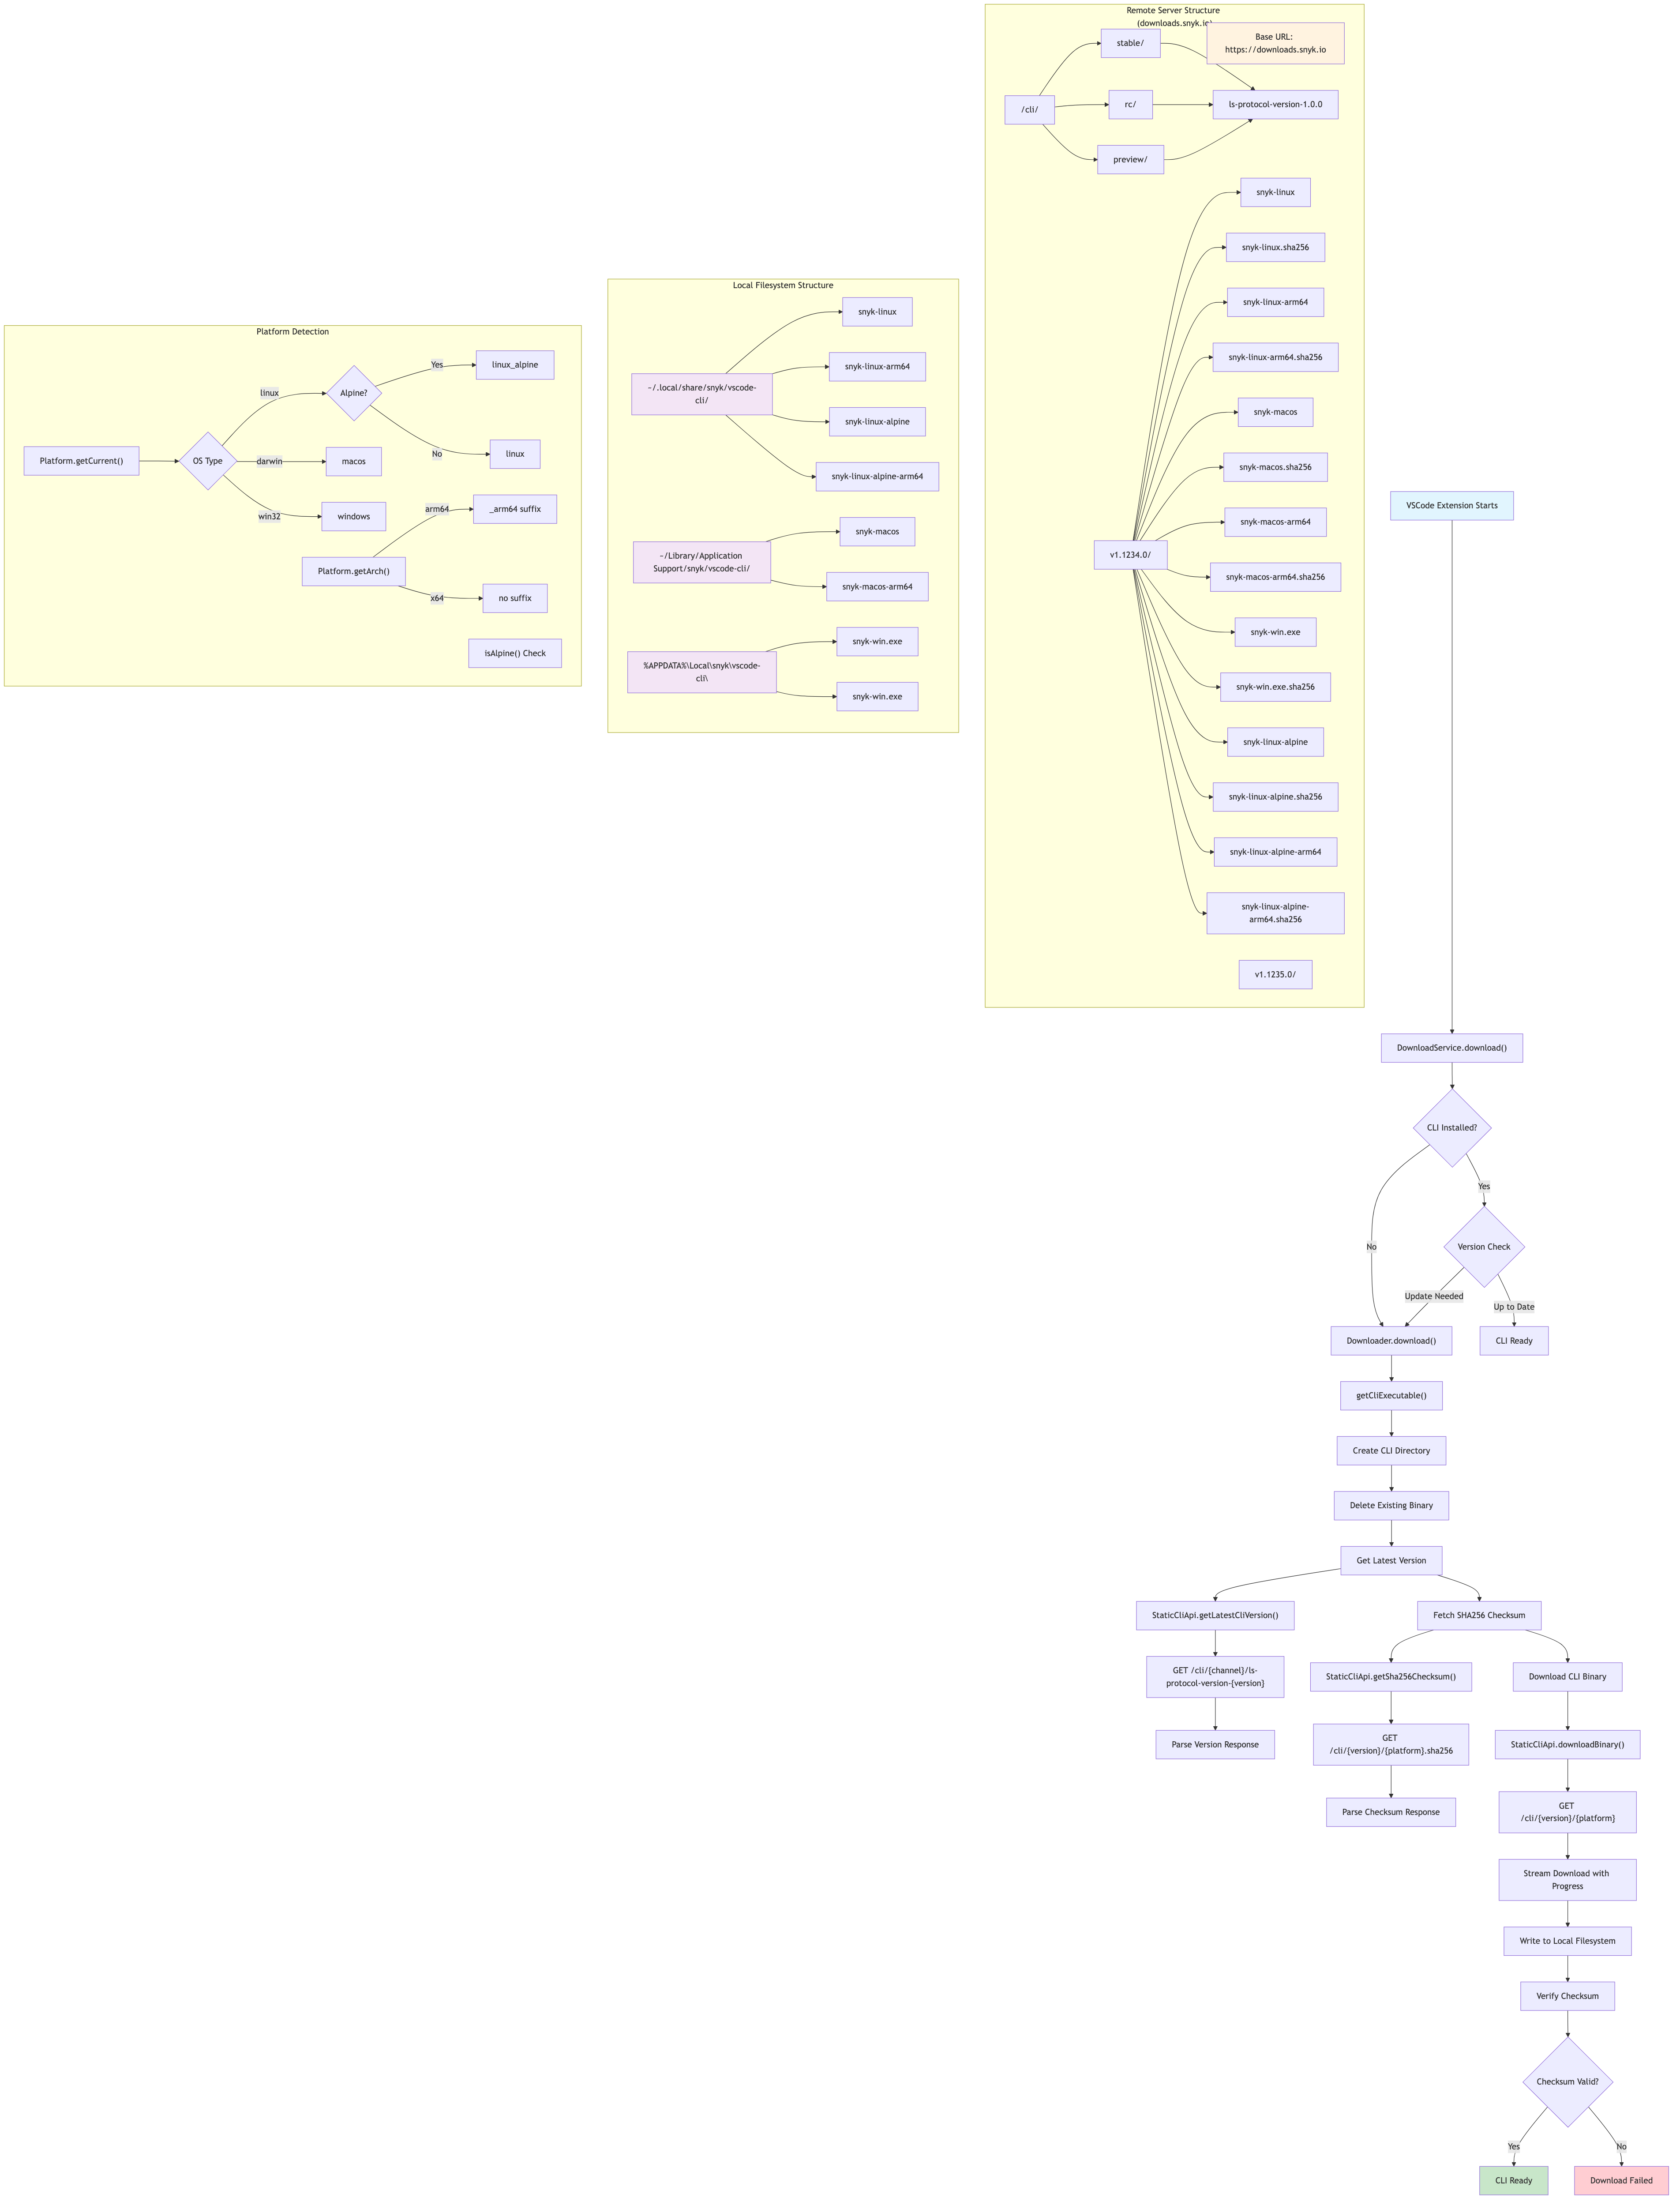 Remote Server Structure
(downloads.snyk.io)
Base URL:
https://downloads.snyk.io
stable/
/cli/
rc/
ls-protocol-version-1.0.0
preview/
snyk-linux
snyk-linux.sha256
snyk-linux-arm64
snyk-linux-arm64.sha256
snyk-macos
snyk-macos.sha256
snyk-macos-arm64
v1.1234.0/
snyk-macos-arm64.sha256
snyk-win.exe
snyk-win.exe.sha256
snyk-linux-alpine
snyk-linux-alpine.sha256
snyk-linux-alpine-arm64
snyk-linux-alpine-
arm64.sha256
v1.1235.0/
Local Filesystem Structure
snyk-linux
~/.local/share/snyk/vscode-
cli/
snyk-linux-arm64
snyk-linux-alpine
snyk-linux-alpine-arm64
snyk-macos
~/Library/Application
Support/snyk/vscode-cli/
snyk-macos-arm64
snyk-win.exe
%APPDATA%\Local\snyk\vscode-
cli\
snyk-win.exe
Platform Detection
Platform.getCurrent()
OS Type
linux
darwin
win32
Alpine?
Yes
No
linux_alpine
linux
macos
windows
Platform.getArch()
arm64
x64
_arm64 suffix
no suffix
isAlpine() Check
VSCode Extension Starts
DownloadService.download()
CLI Installed?
Yes
No
Version Check
Update Needed
Up to Date
Downloader.download()
CLI Ready
getCliExecutable()
Create CLI Directory
Delete Existing Binary
Get Latest Version
StaticCliApi.getLatestCliVersion()
GET /cli/{channel}/ls-
protocol-version-{version}
Parse Version Response
Fetch SHA256 Checksum
StaticCliApi.getSha256Checksum()
GET
/cli/{version}/{platform}.sha256
Parse Checksum Response
Download CLI Binary
StaticCliApi.downloadBinary()
GET
/cli/{version}/{platform}
Stream Download with
Progress
Write to Local Filesystem
Verify Checksum
Checksum Valid?
Yes
No
CLI Ready
Download Failed